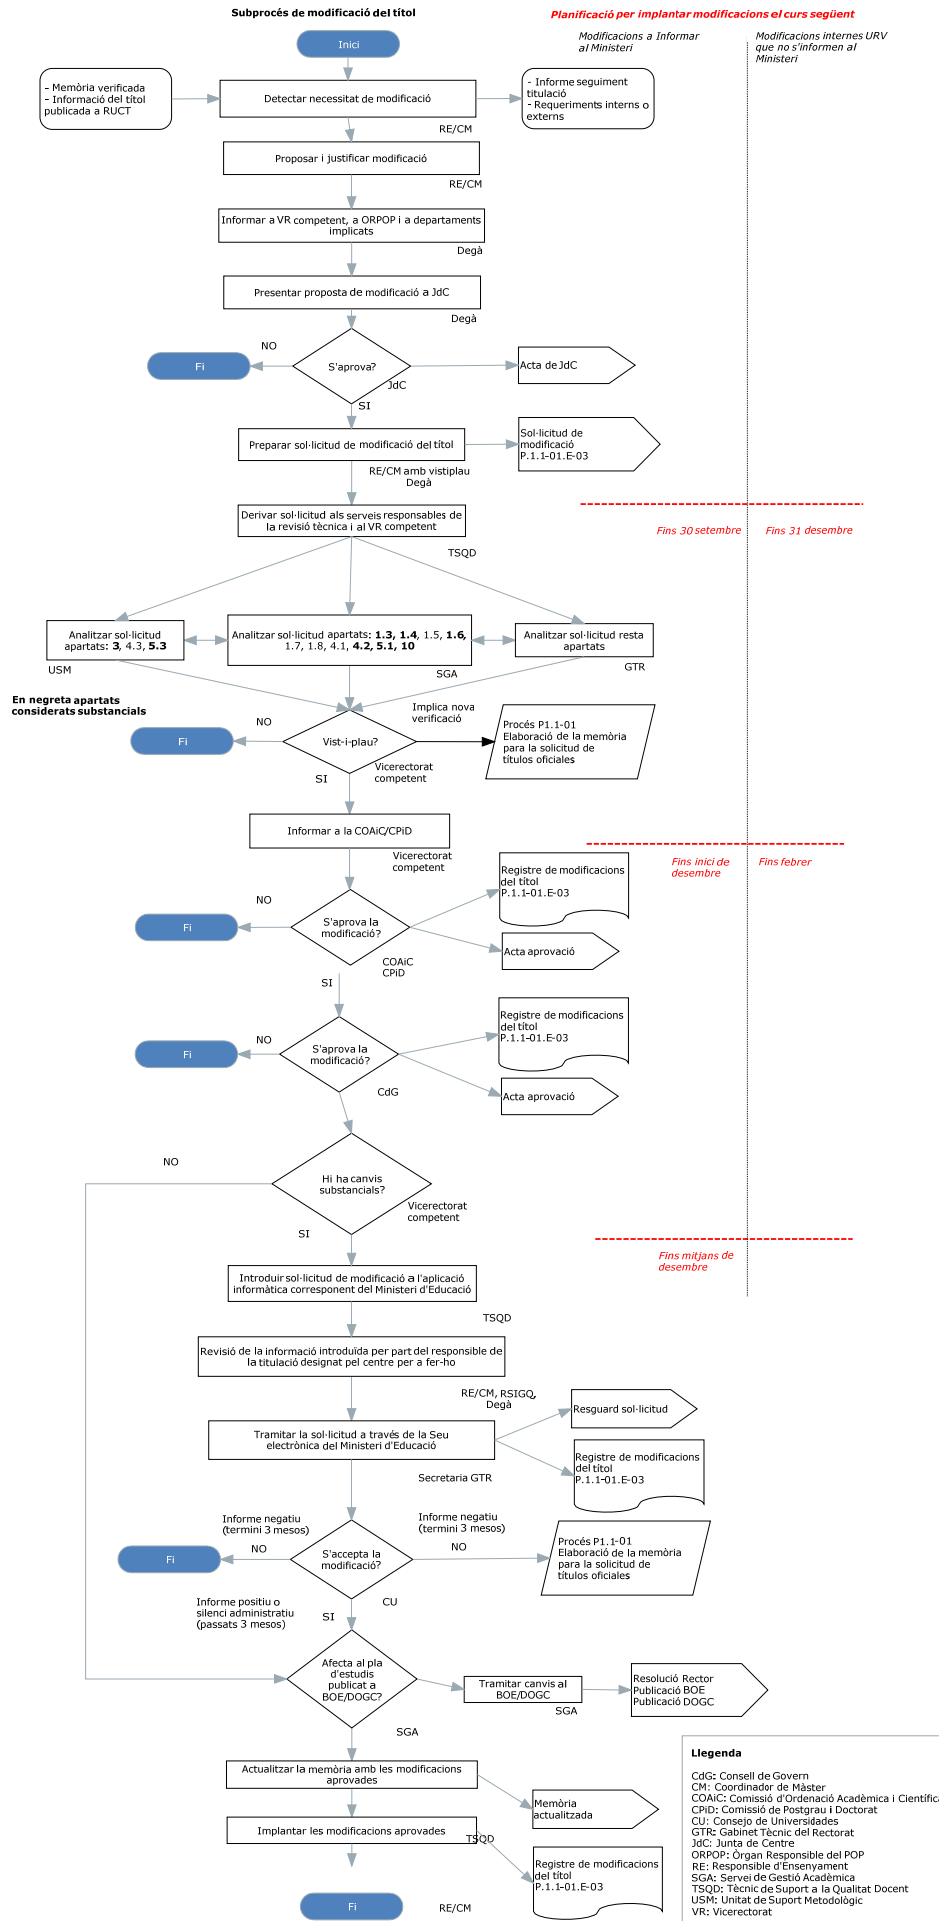 Subprocés de modificació del títol
Planificació per implantar modificions el curs següent
Modificacions a Informar
al Ministeri
Modificacions internes URV
que no s'informen al
Ministeri
Inici
- Memòria verificada
- Informació del títol
publicada a RUCT
Detectar necessitat de modificació
- Informe seguiment
titulació
- Requeriments interns o
externs
RE/CM
Proposar i justificar modificació
RE/CM
Informar a VR competent, a ORPOP i a departaments
implicats
Degà
Presentar proposta de modificació a JdC
Degà
NO
Fi
S'aprova?
JdC
Acta de JdC
SI
Preparar sol·licitud de modificació del títol
Sol·licitud de
modificació
P.1.1-01.E-03
RE/CM amb vistiplau
Degà
Derivar sol·licitud als serveis responsables de
la revisió tècnica i al VR competent
Fins 30 setembre
Fins 31 desembre
TSQD
Analitzar sol·licitud
apartats: 3, 4.3, 5.3
Analitzar sol·licitud apartats: 1.3, 1.4, 1.5, 1.6,
1.7, 1.8, 4.1, 4.2, 5.1, 10
Analitzar sol·licitud resta
apartats
USM
SGA
GTR
En negreta apartats
considerats substancials
NO
Implica nova
verificació
Fi
Vist-i-plau?
Procés P1.1-01
Elaboración de la memòria
para la solicitud de
títulos oficiales
SI
Vicerectorat
competent
Informar a la COAiC/CPiD
Vicerectorat
competent
Fins inici de
desembre
Fins febrer
NO
Fi
S'aprova la
modificació?
Registre de modificacions
del títol
P.1.1-01.E-03
Acta aprovació
COAiC
CPiD
SI
NO
Fi
S'aprova la
modificació?
Registre de modificacions
del títol
P.1.1-01.E-03
Acta aprovació
CdG
NO
Hi ha canvis
substancials?
Vicerectorat
competent
SI
Fins mitjans de
desembre
Introduir sol·licitud de modificació a l'aplicació
informàtica corresponent del Ministeri d'Educació
TSQD
Revisió de la informació introduïda per part del responsible de
la titulació designat pel centre per a fer-ho
RE/CM, RSIGQ,
Degà
Resguard sol·licitud
Tramitar la sol·licitud a través de la Seu
electrònica del Ministeri d'Educació
Registre de modificacions
del títol
P.1.1-01.E-03
Secretaria GTR
Informe negatiu
(termini 3 mesos)
NO
Informe negatiu
(termini 3 mesos)
NO
Fi
S'accepta la
modificació?
Procés P1.1-01
Elaboración de la memòria
para la solicitud de
títulos oficiales
Informe positiu o
silenci administratiu
(passats 3 mesos)
CU
SI
Afecta al pla
d'estudis
publicat a
BOE/DOGC?
Tramitar canvis al
BOE/DOGC
Resolució Rector
Publicació BOE
Publicació DOGC
SGA
SGA
Actualitzar la memòria amb les modificacions
aprovades
Memòria
actualitzada
Implantar les modificacions aprovades
TSQD
Registre de modificacions
del títol
P.1.1-01.E-03
Fi
RE/CM
Llegenda
CdG: Consell de Govern
CM: Coordinador de Màster
COAiC: Comissió d'Ordenació Acadèmica i Científica
CPiD: Comissió de Postgrau i Doctorat
CU: Consejo de Universidades
GTR: Gabinet Tècnic del Rectorat
JdC: Junta de Centre
ORPOP: Òrgan Responsible del POP
RE: Responsible d'Ensenyament
SGA: Servei de Gestió Acadèmica
TSQD: Tècnic de Suport a la Qualitat Docent
USM: Unitat de Suport Metodològic
VR: Vicerectorat